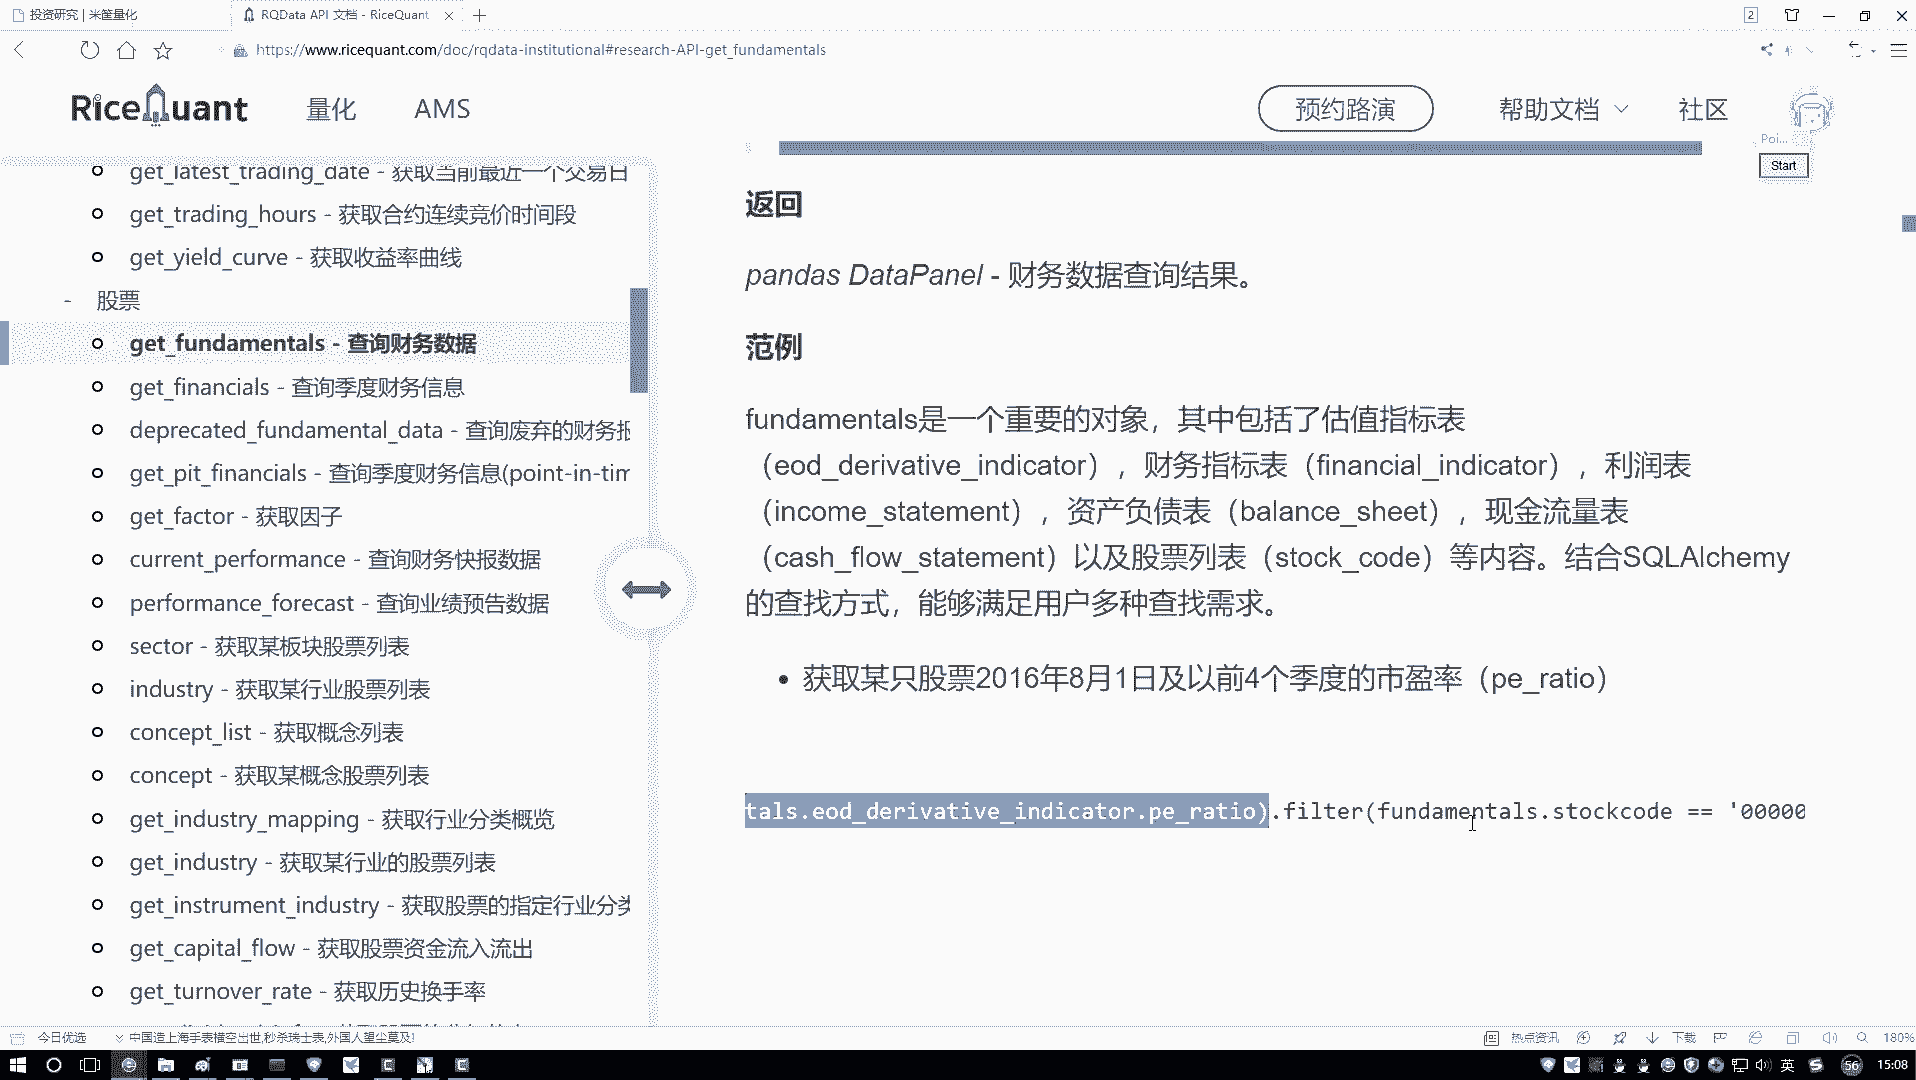 投资研究 | 米筐量化
RQData API 文档 - RiceQuant
2
https://www.ricequant.com/doc/rqdata-institutional#research-API-get_fundamentals
RiceQuant
量化
AMS
预约路演
帮助文档
社区
Poi...
Start
get_latest_trading_date - 获取当前最近一个交易日
get_trading_hours - 获取合约连续竞价时间段
get_yield_curve - 获取收益率曲线
- 股票
get_fundamentals - 查询财务数据
get_financials - 查询季度财务信息
deprecated_fundamental_data - 查询废弃的财务报
get_pit_financials - 查询季度财务信息(point-in-tim
get_factor - 获取因子
current_performance - 查询财务快报数据
performance_forecast - 查询业绩预告数据
sector - 获取某板块股票列表
industry - 获取某行业股票列表
concept_list - 获取概念列表
concept - 获取某概念股票列表
get_industry_mapping - 获取行业分类概览
get_industry - 获取某行业的股票列表
get_instrument_industry - 获取股票的指定行业分类
get_capital_flow - 获取股票资金流入流出
get_turnover_rate - 获取历史换手率
返回
pandas DataPanel - 财务数据查询结果。
范例
fundamentals是一个重要的对象，其中包括了估值指标表
（eod_derivative_indicator），财务指标表（financial_indicator），利润表
（income_statement），资产负债表（balance_sheet），现金流量表
（cash_flow_statement）以及股票列表（stock_code）等内容。结合SQLAlchemy
的查找方式，能够满足用户多种查找需求。
• 获取某只股票2016年8月1日及以前4个季度的市盈率（pe_ratio）
tals.eod_derivative_indicator.pe_ratio).filter(fundamentals.stockcode == '00000
今日优选
中国造上海手表横空出世,秒杀瑞士表,外国人望尘莫及!
热点资讯
下载
180%
英
56
15:08